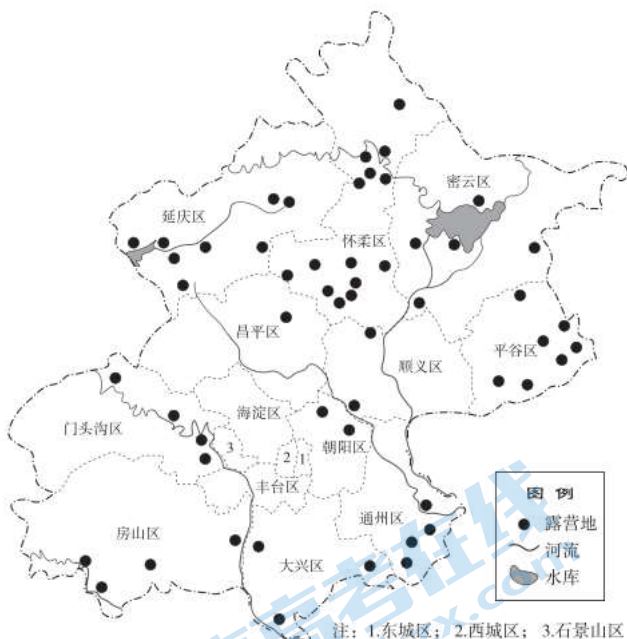 密云区
延庆区
怀柔区
昌平区
顺义区
平谷区
海淀区
门头沟区
朝阳区
3
2
1
丰台区
通州区
房山区
大兴区
图例
露营地
河流
水库
注：1.东城区；2.西城区；3.石景山区